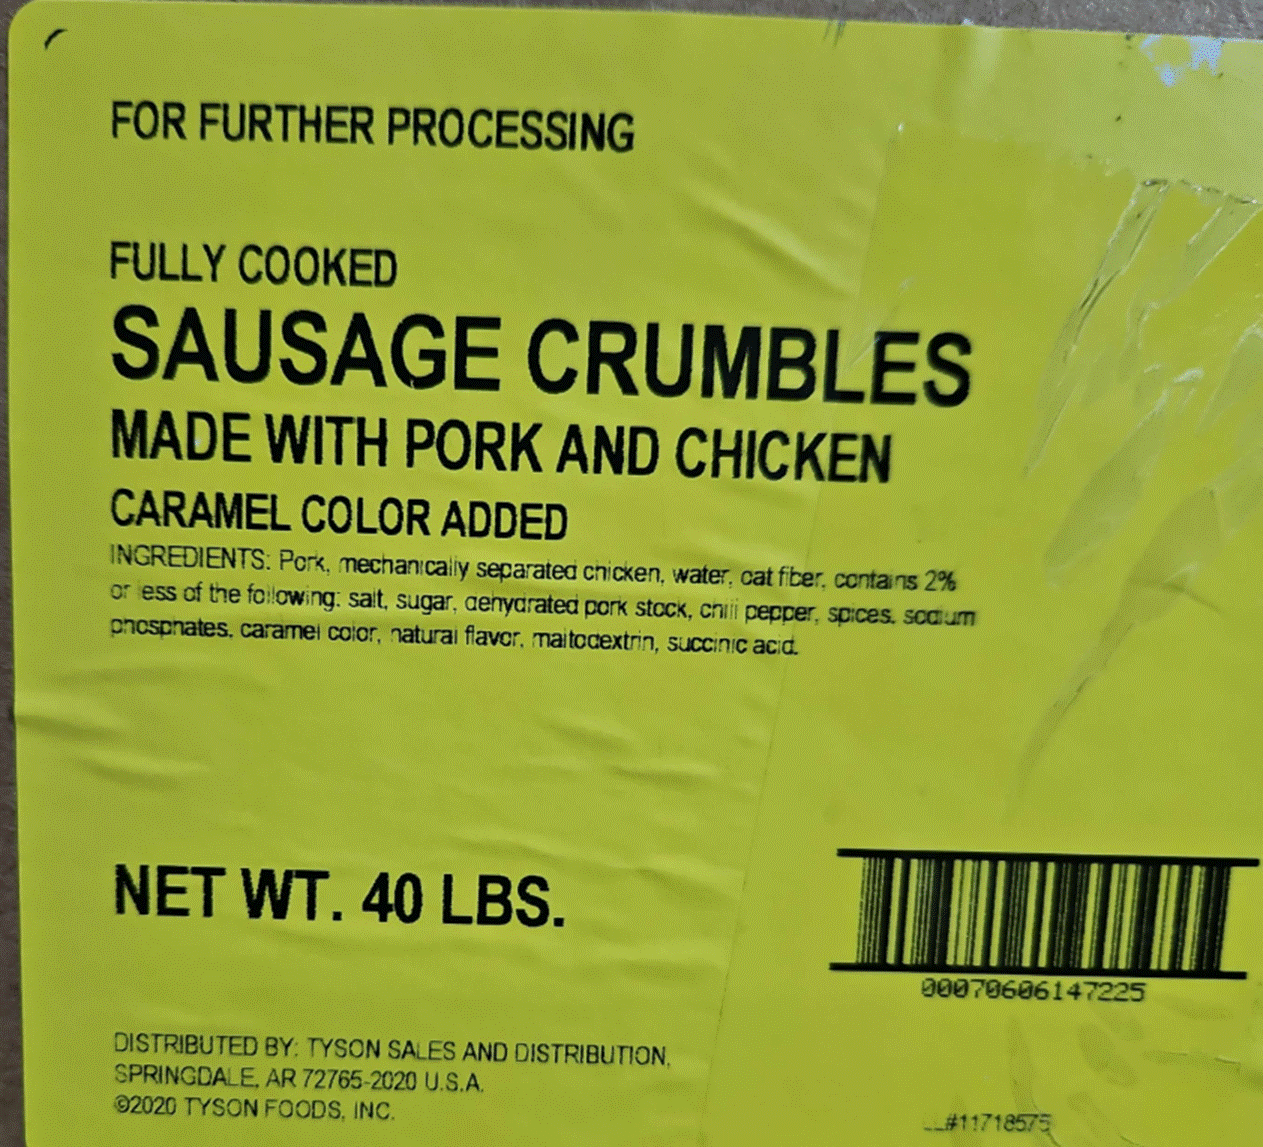 FOR FURTHER PROCESSING
FULLY COOKED
SAUSAGE CRUMBLES
MADE WITH PORK AND CHICKEN
CARAMEL COLOR ADDED
INGREDIENTS: Pork, mechanically separated chicken, water, oat fiber, contains 2%
or less of the following: salt, sugar, dehydrated pork stock, chili pepper, spices, sodium
phosphates, caramel color, natural flavor, maltodextrin, succinic acid.
NET WT. 40 LBS.
00070606147225
DISTRIBUTED BY: TYSON SALES AND DISTRIBUTION,
SPRINGDALE, AR 72765-2020 U.S.A.
©2020 TYSON FOODS, INC.
#11718575